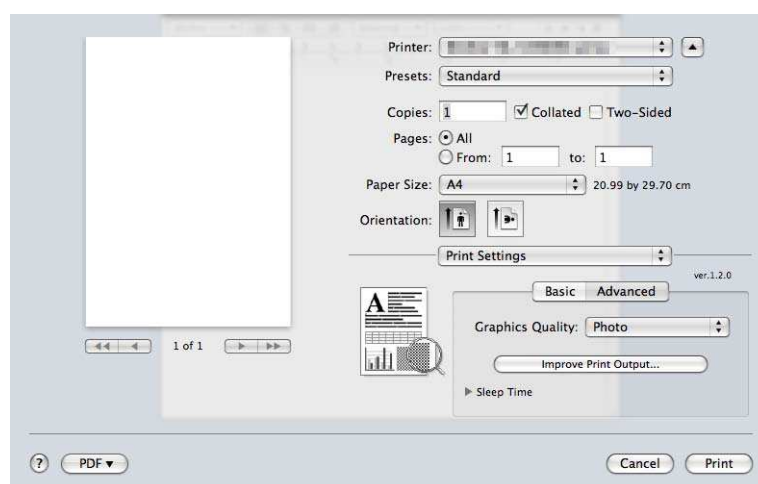 Printer:
Presets: Standard
Copies: 1 Collated Two-Sided
Pages: All
From: 1 to: 1
Paper Size: A4 20.99 by 29.70 cm
Orientation:
Print Settings
ver.1.2.0
Basic Advanced
A
Graphics Quality: Photo
1 of 1
Improve Print Output...
Sleep Time
? PDF Cancel Print